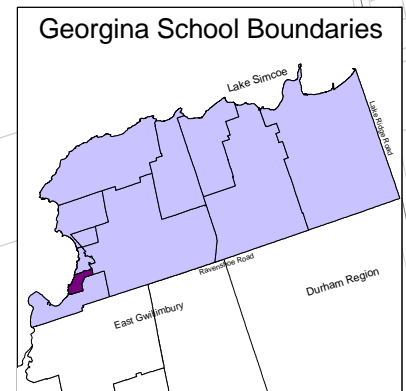 Georgina School Boundaries
Lake Simcoe
Lake Ridge Road
Ravenshoe Road
Durham Region
East Gwillimbury